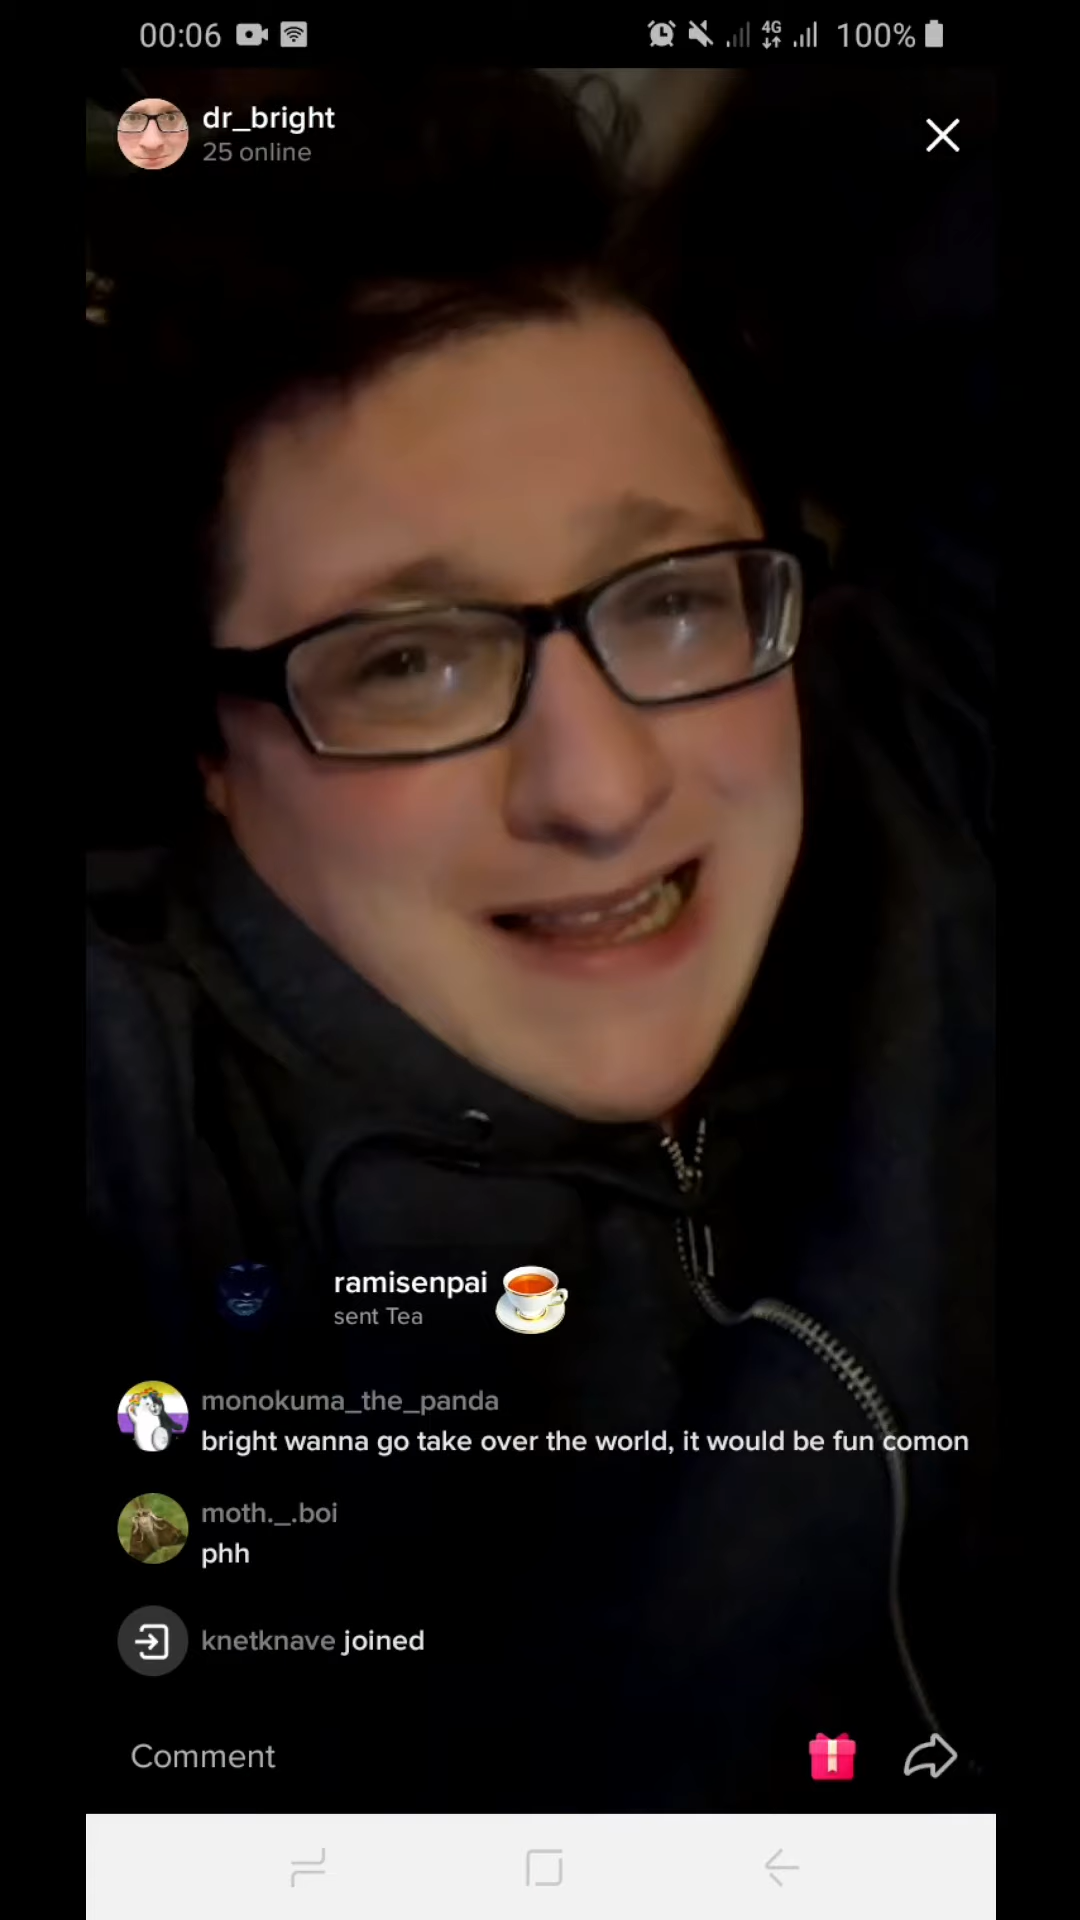 00:06
4G
100%
dr_bright
25 online
ramisenpai
sent Tea
monokuma_the_panda
bright wanna go take over the world, it would be fun comon
moth._.boi
phh
knetknave joined
Comment